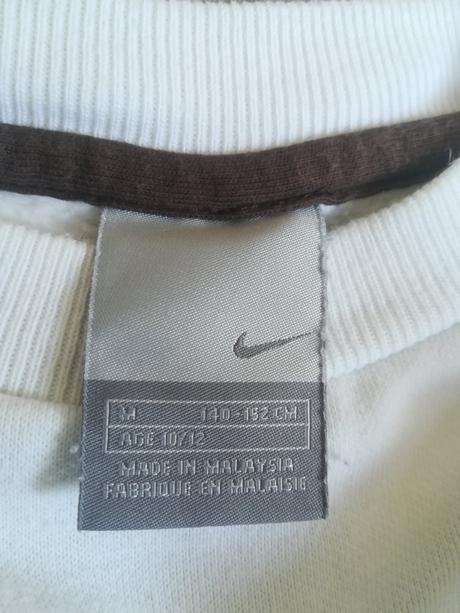 M 140-152 CM
AGE 10/12
MADE IN MALAYSIA
FABRIQUE EN MALAISIE